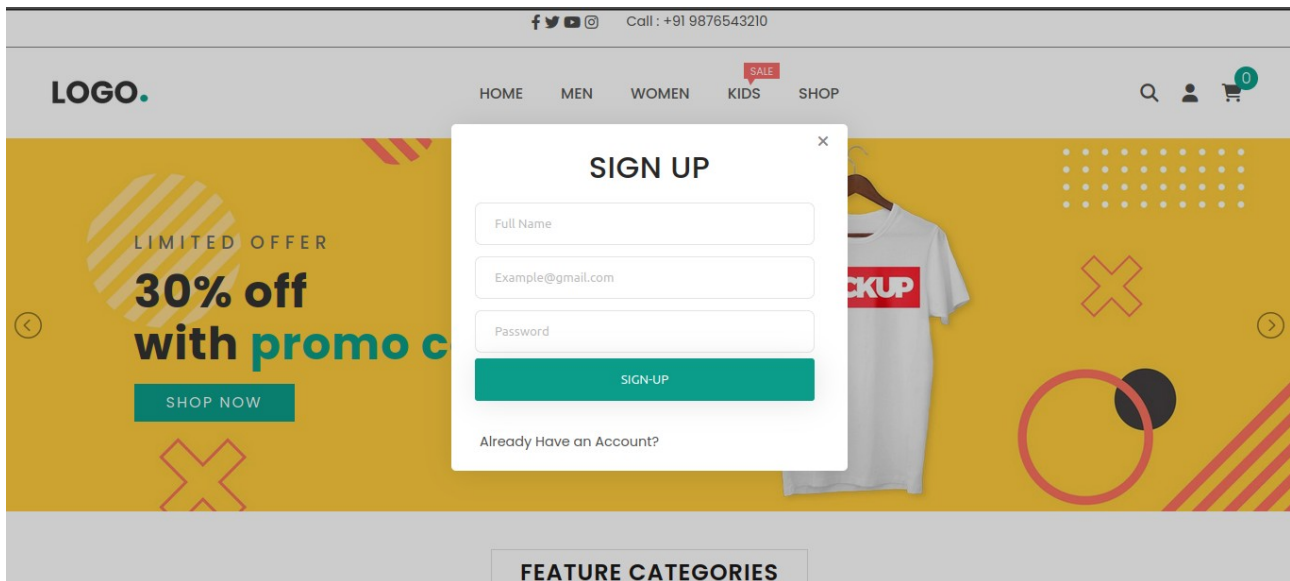 Call : +91 9876543210
LOGO.
HOME MEN WOMEN KIDS SHOP
SALE
0
×
SIGN UP
Full Name
Example@gmail.com
Password
SIGN-UP
Already Have an Account?
LIMITED OFFER
30% off
with promo
SHOP NOW
FEATURE CATEGORIES